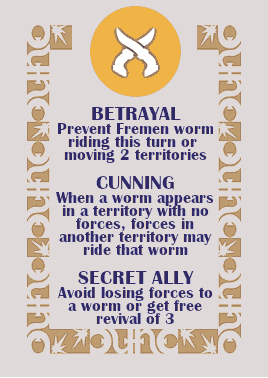 BETRAYAL
Prevent Fremen worm
riding this turn or
moving 2 territories
CUNNING
When a worm appears
in a territory with no
forces, forces in
another territory may
ride that worm
SECRET ALLY
Avoid losing forces to
a worm or get free
revival of 3